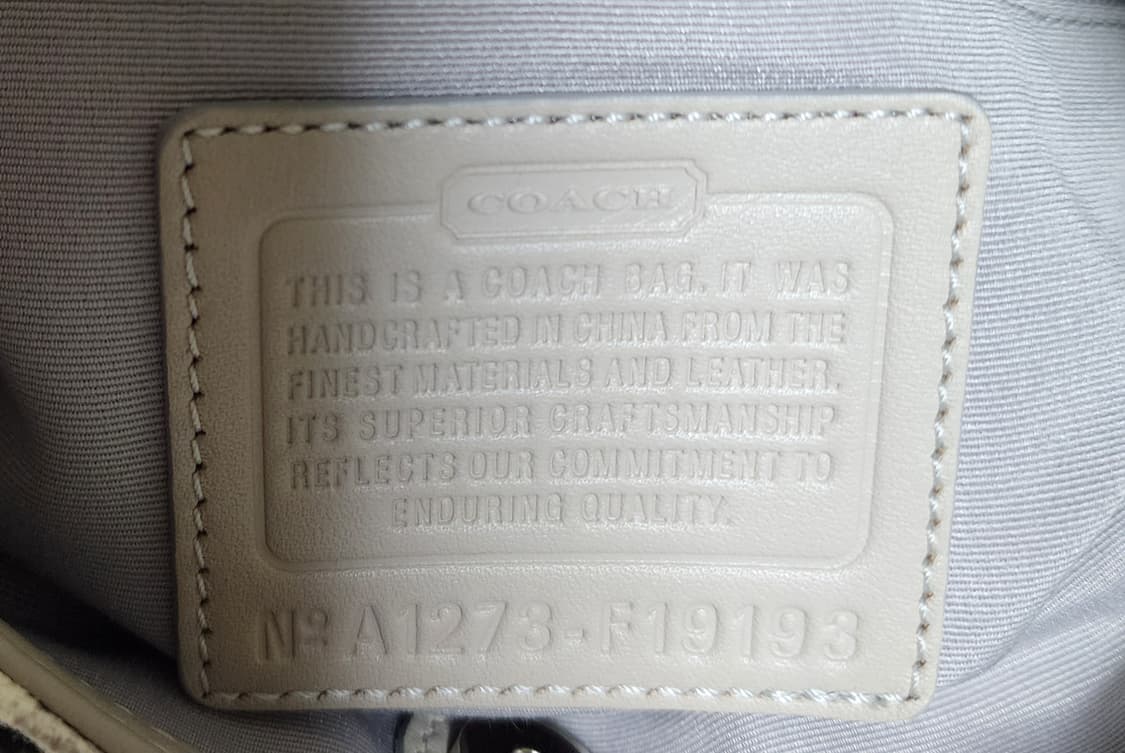 COACH
THIS IS A COACH BAG. IT WAS
HANDCRAFTED IN CHINA FROM THE
FINEST MATERIALS AND LEATHER.
ITS SUPERIOR CRAFTSMANSHIP
REFLECTS OUR COMMITMENT TO
ENDURING QUALITY.
Nº A1273-F19193